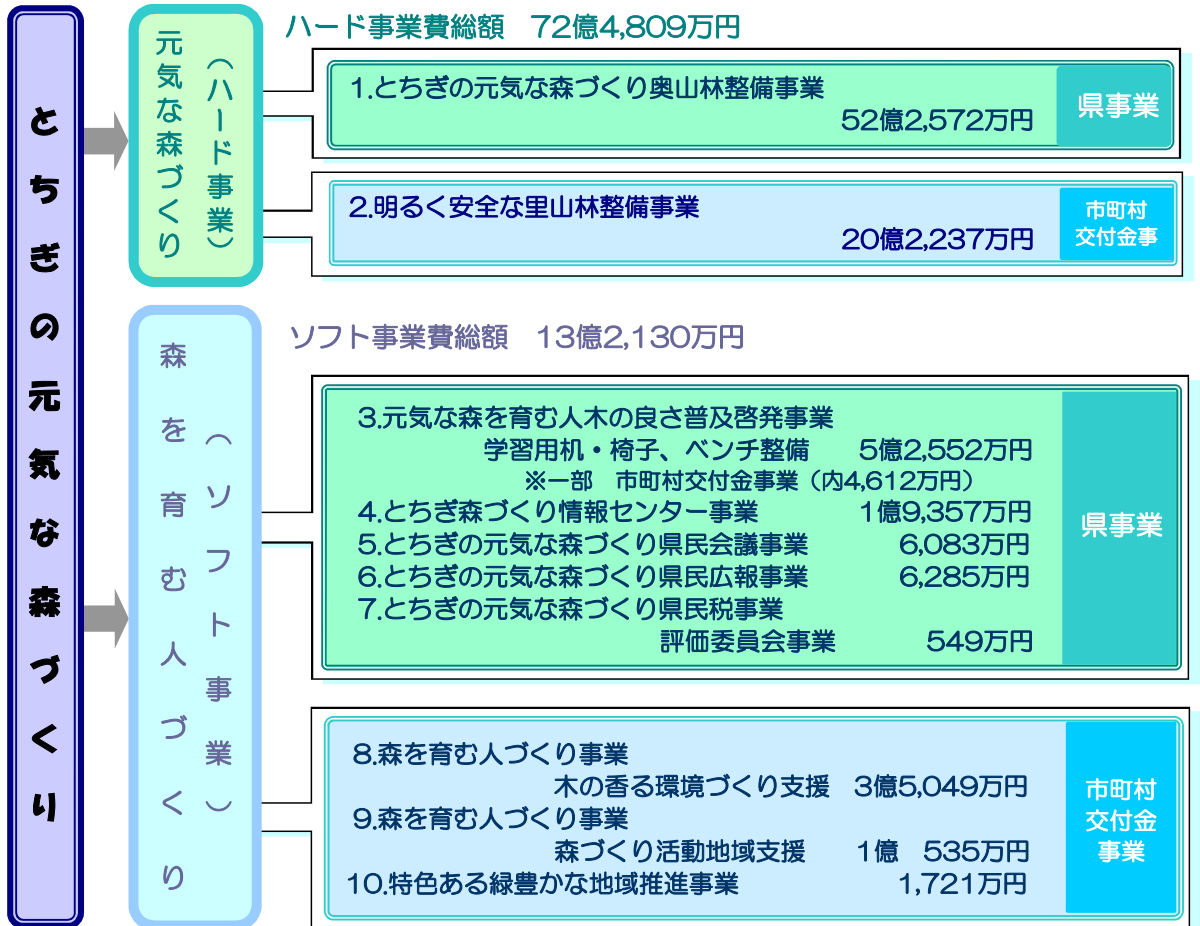 とちぎの元気な森づくり
元気な森づくり
（ハード事業）
ハード事業費総額　72億4,809万円
1.とちぎの元気な森づくり奥山林整備事業
52億2,572万円
県事業
2.明るく安全な里山林整備事業
20億2,237万円
市町村
交付金事
森を育む人づくり
（ソフト事業）
ソフト事業費総額　13億2,130万円
3.元気な森を育む人木の良さ普及啓発事業
学習用机・椅子、ベンチ整備　5億2,552万円
※一部　市町村交付金事業（内4,612万円）
4.とちぎ森づくり情報センター事業　1億9,357万円
5.とちぎの元気な森づくり県民会議事業　6,083万円
6.とちぎの元気な森づくり県民広報事業　6,285万円
7.とちぎの元気な森づくり県民税事業
評価委員会事業　549万円
県事業
8.森を育む人づくり事業
木の香る環境づくり支援　3億5,049万円
9.森を育む人づくり事業
森づくり活動地域支援　1億　535万円
10.特色ある緑豊かな地域推進事業　1,721万円
市町村
交付金
事業